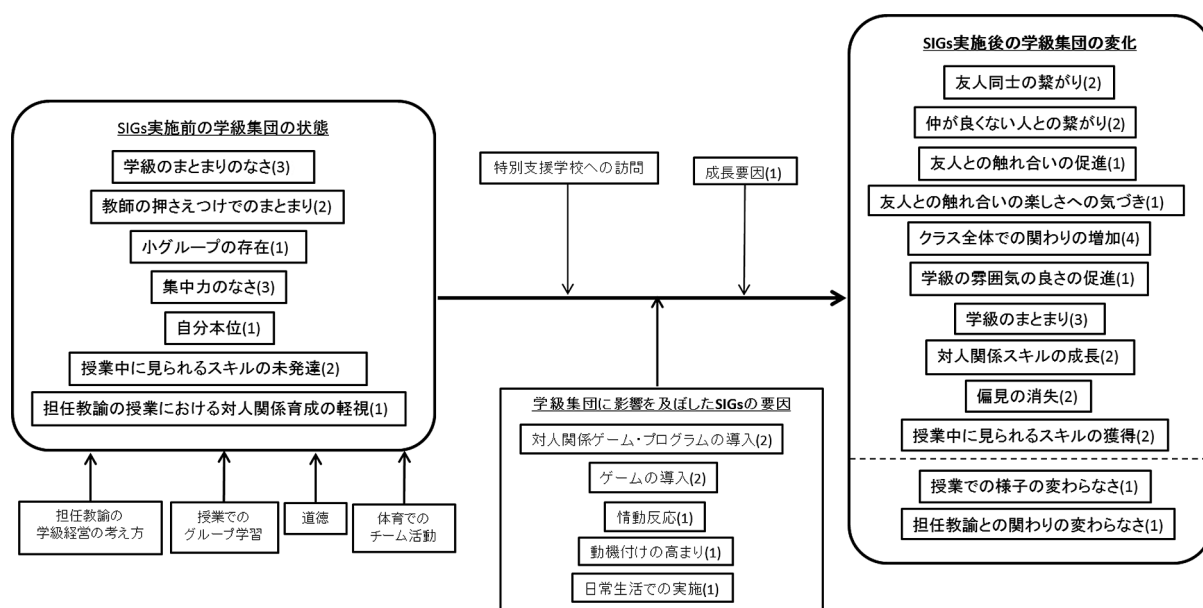 SIGs実施前の学級集団の状態
学級のまとまりのなさ(3)
教師の押さえつけでのまとまり(2)
小グループの存在(1)
集中力のなさ(3)
自分本位(1)
授業中に見られるスキルの未発達(2)
担任教諭の授業における対人関係育成の軽視(1)
担任教諭の
学級経営の考え方
授業での
グループ学習
道徳
体育での
チーム活動
特別支援学校への訪問
成長要因(1)
学級集団に影響を及ぼしたSIGsの要因
対人関係ゲーム・プログラムの導入(2)
ゲームの導入(2)
情動反応(1)
動機付けの高まり(1)
日常生活での実施(1)
SIGs実施後の学級集団の変化
友人同士の繋がり(2)
仲が良くない人との繋がり(2)
友人との触れ合いの促進(1)
友人との触れ合いの楽しさへの気づき(1)
クラス全体での関わりの増加(4)
学級の雰囲気の良さの促進(1)
学級のまとまり(3)
対人関係スキルの成長(2)
偏見の消失(2)
授業中に見られるスキルの獲得(2)
授業での様子の変わらなさ(1)
担任教諭との関わりの変わらなさ(1)